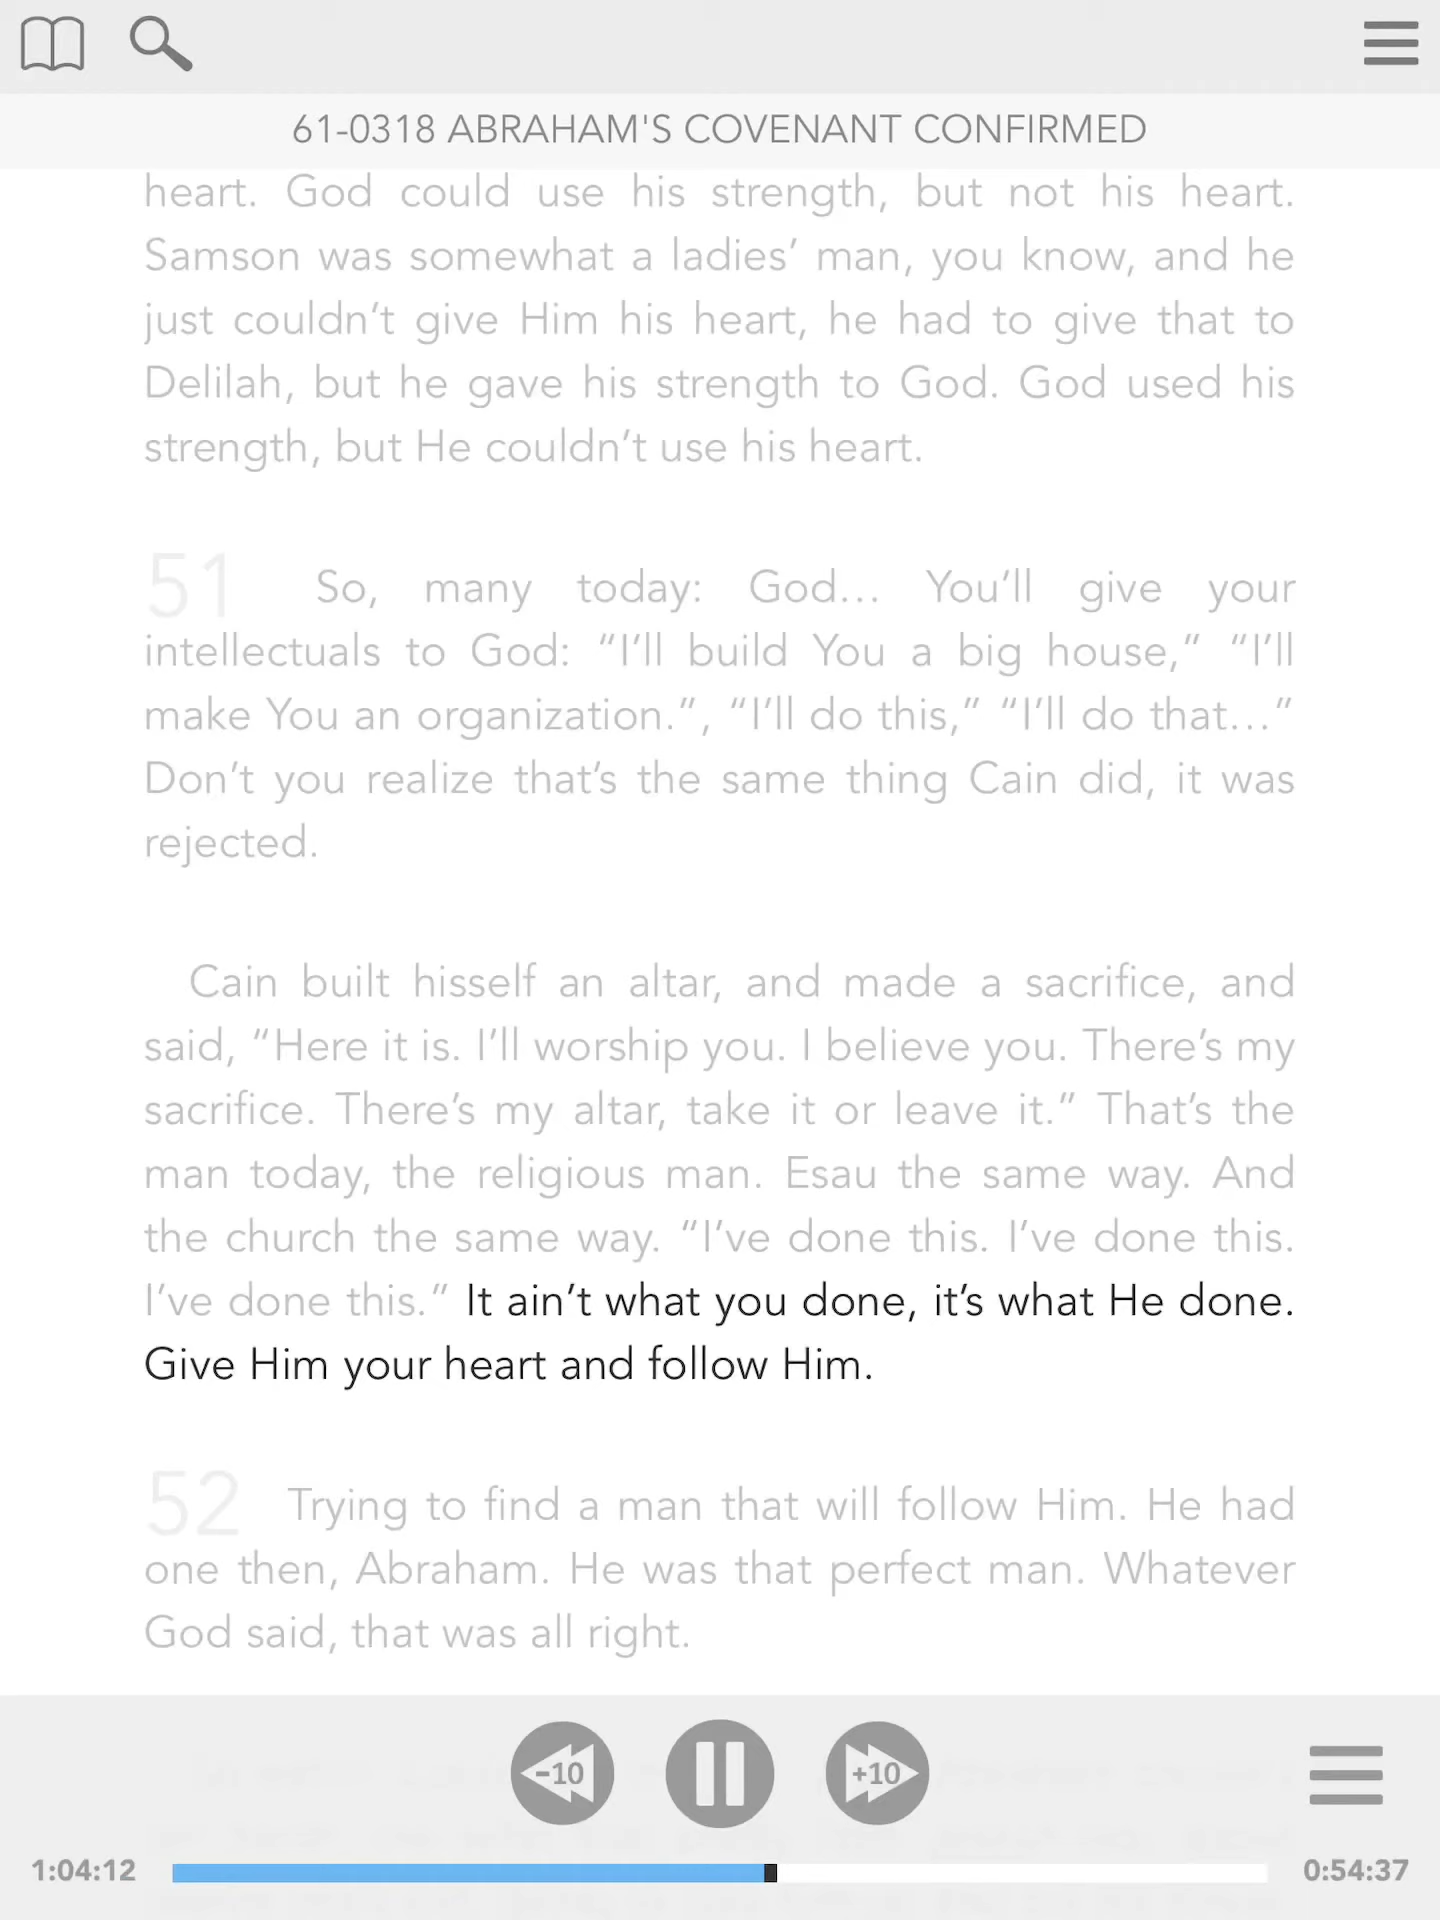 61-0318 ABRAHAM'S COVENANT CONFIRMED
heart. God could use his strength, but not his heart.
Samson was somewhat a ladies’ man, you know, and he
just couldn’t give Him his heart, he had to give that to
Delilah, but he gave his strength to God. God used his
strength, but He couldn’t use his heart.
51 So, many today: God… You’ll give your
intellectuals to God: “I’ll build You a big house,” “I’ll
make You an organization.”, “I’ll do this,” “I’ll do that…”
Don’t you realize that’s the same thing Cain did, it was
rejected.
Cain built hisself an altar, and made a sacrifice, and
said, “Here it is. I’ll worship you. I believe you. There’s my
sacrifice. There’s my altar, take it or leave it.” That’s the
man today, the religious man. Esau the same way. And
the church the same way. “I’ve done this. I’ve done this.
I’ve done this.” It ain’t what you done, it’s what He done.
Give Him your heart and follow Him.
52 Trying to find a man that will follow Him. He had
one then, Abraham. He was that perfect man. Whatever
God said, that was all right.
-10
+10
1:04:12
0:54:37